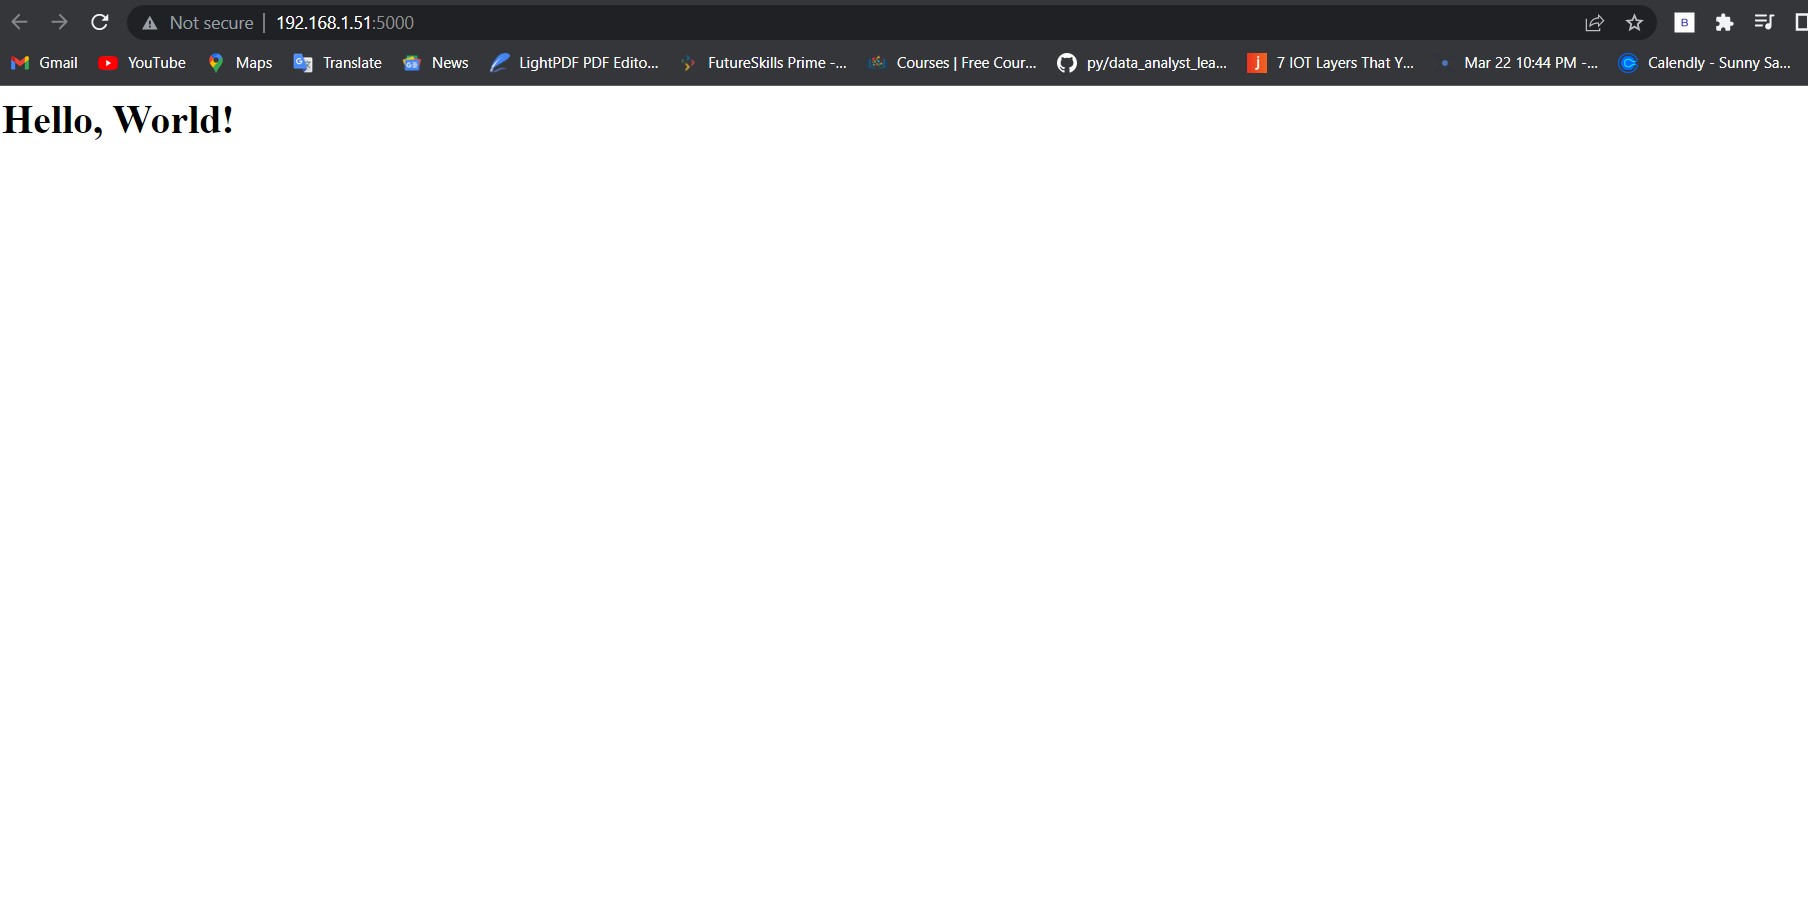 Not secure | 192.168.1.51:5000
B
Gmail YouTube Maps Translate News LightPDF PDF Edito... FutureSkills Prime -... Courses | Free Cour... py/data_analyst_lea... j 7 IOT Layers That Y... Mar 22 10:44 PM -... Calendly - Sunny Sa...
Hello, World!